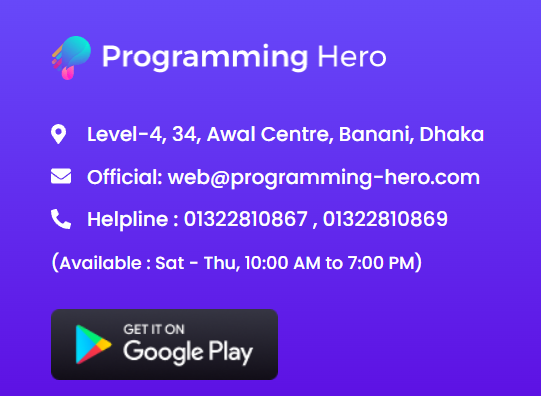 Programming Hero
Level-4, 34, Awal Centre, Banani, Dhaka
Official: web@programming-hero.com
Helpline : 01322810867 , 01322810869
(Available : Sat - Thu, 10:00 AM to 7:00 PM)
GET IT ON
Google Play